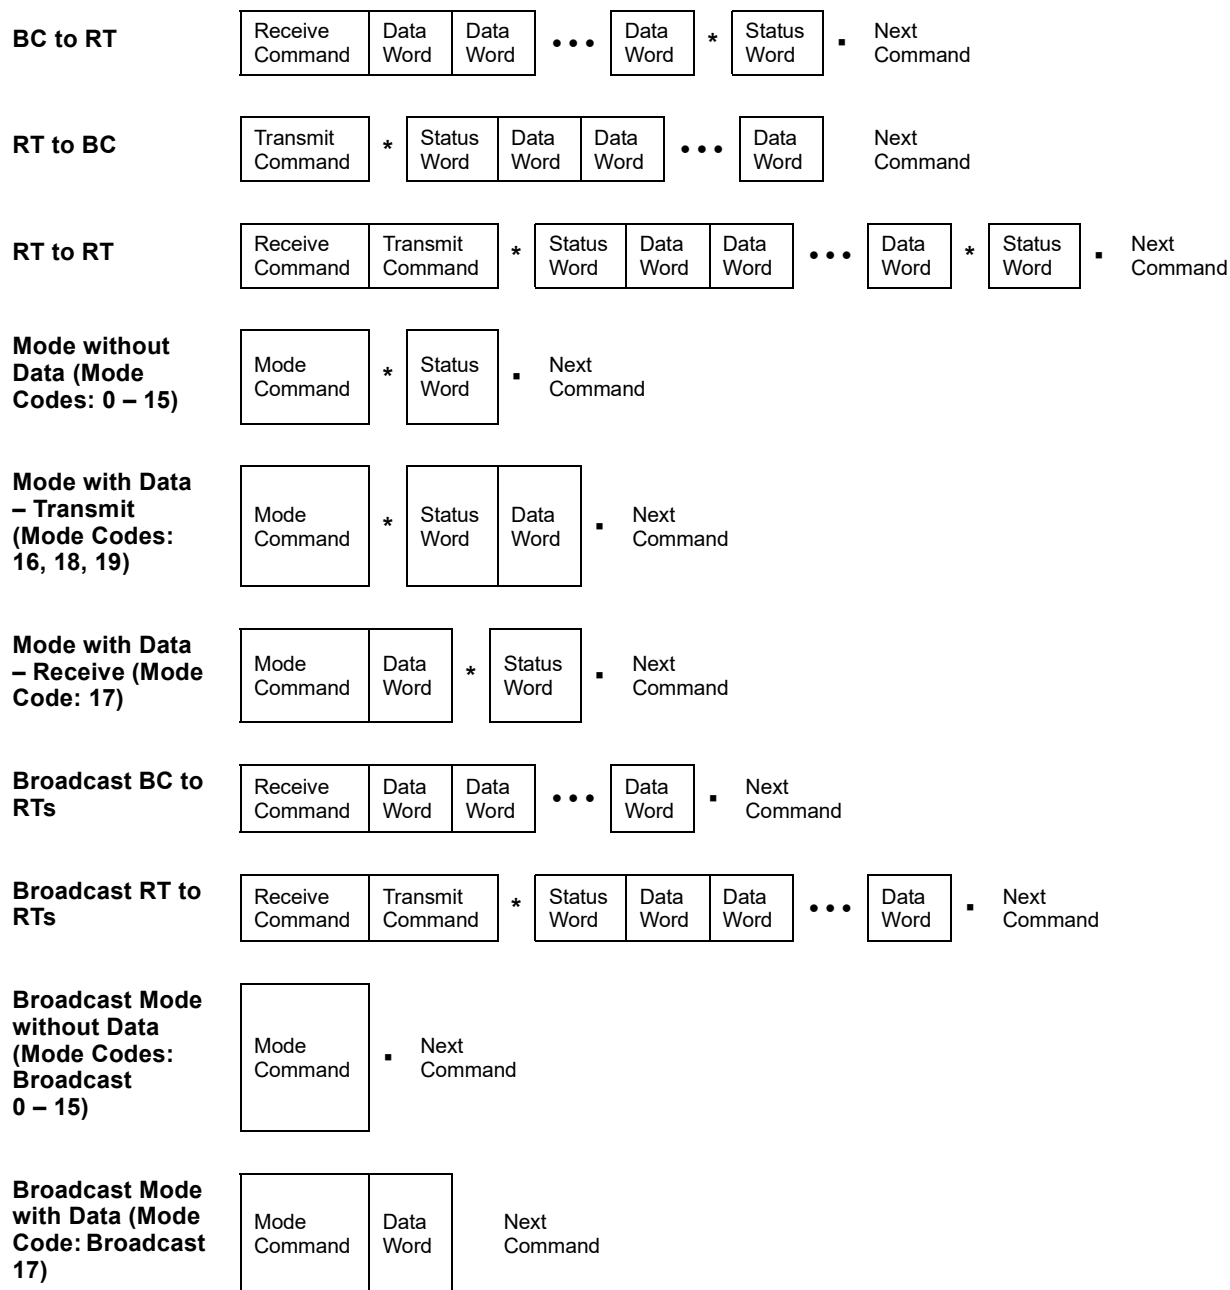 BC to RT
Receive Data Data Data Status Next
Command Word Word • • • Word * Word ▪ Command
RT to BC
Transmit Status Data Data Data Next
Command * Word Word Word • • • Word Command
RT to RT
Receive Transmit Status Data Data Data Status Next
Command Command * Word Word Word • • • Word * Word ▪ Command
Mode without
Data (Mode
Codes: 0 – 15)
Mode Status Next
Command * Word ▪ Command
Mode with Data
– Transmit
(Mode Codes:
16, 18, 19)
Mode Status Data Next
Command * Word Word ▪ Command
Mode with Data
– Receive (Mode
Code: 17)
Mode Data Status Next
Command Word * Word ▪ Command
Broadcast BC to
RTs
Receive Data Data Data Next
Command Word Word • • • Word ▪ Command
Broadcast RT to
RTs
Receive Transmit Status Data Data Data Next
Command Command * Word Word Word • • • Word ▪ Command
Broadcast Mode
without Data
(Mode Codes:
Broadcast
0 – 15)
Mode Next
Command ▪ Command
Broadcast Mode
with Data (Mode
Code: Broadcast
17)
Mode Data Next
Command Word Command